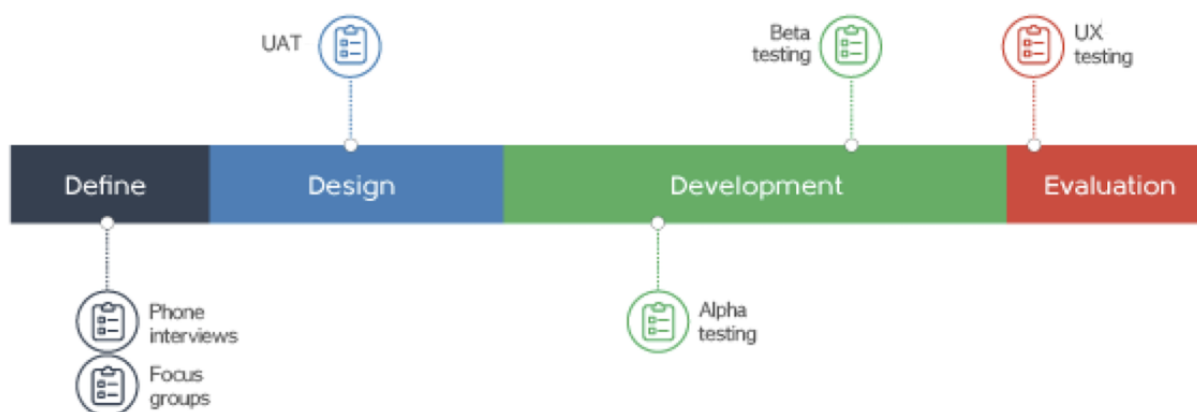 UAT
Beta
testing
UX
testing
Define
Design
Development
Evaluation
Phone
interviews
Alpha
testing
Focus
groups